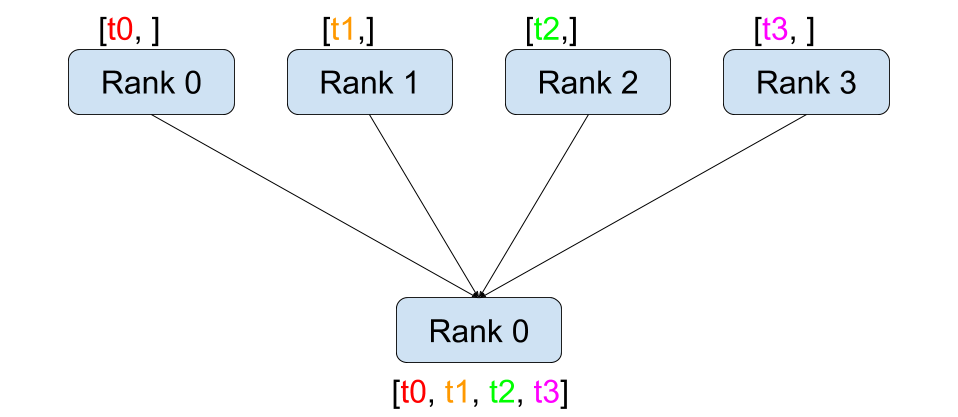 [t0, ] [t1,] [t2,] [t3, ]
Rank 0 Rank 1 Rank 2 Rank 3
Rank 0
[t0, t1, t2, t3]